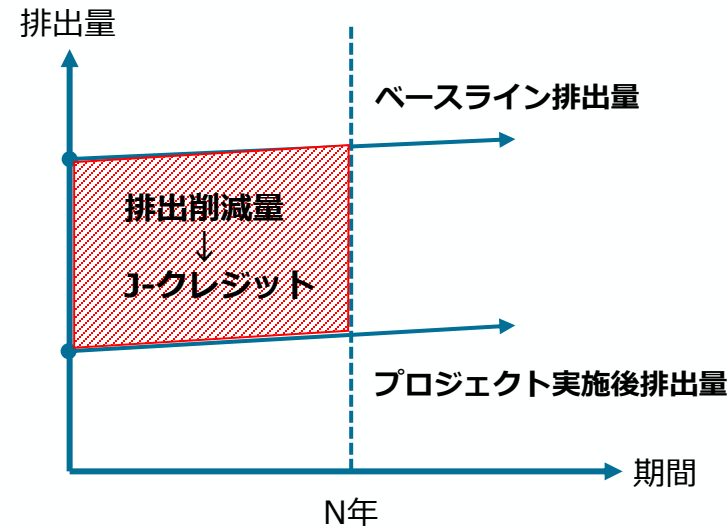 排出量
ベースライン排出量
排出削減量
↓
J-クレジット
プロジェクト実施後排出量
期間
N年